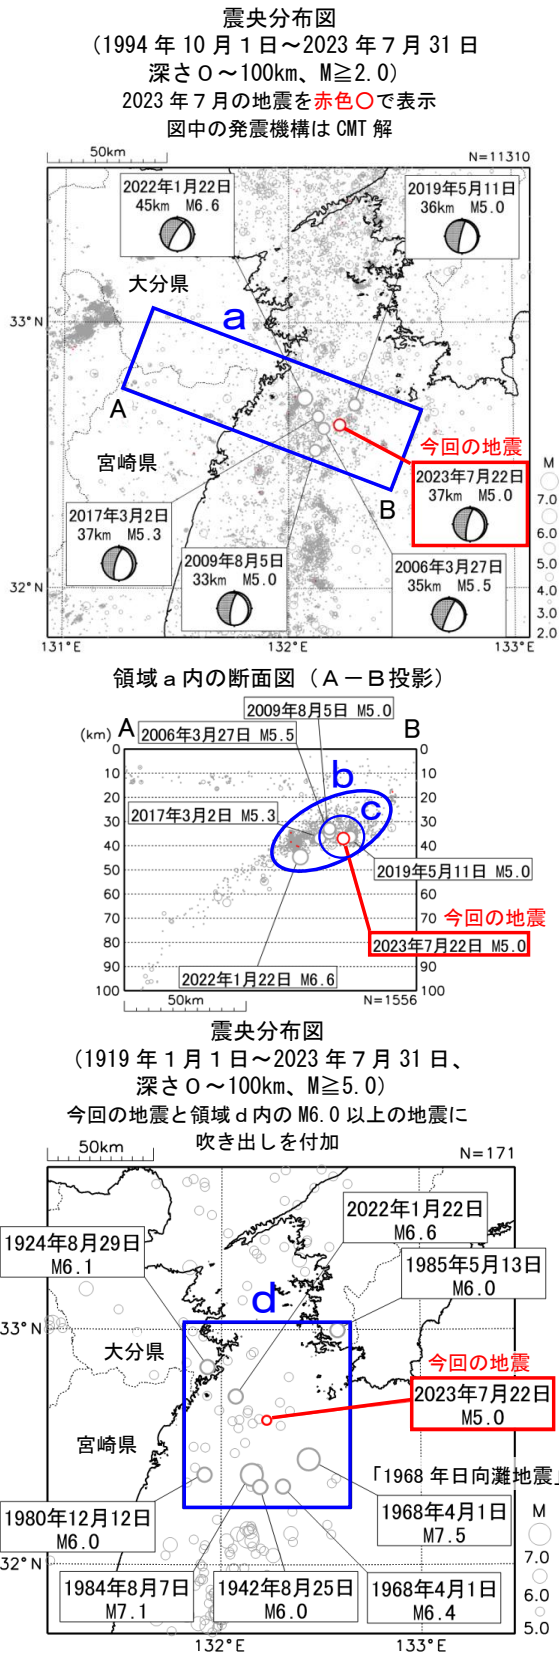 震央分布図
(1994年10月1日～2023年7月31日
深さ0～100km、M≧2.0)
2023年7月の地震を赤色○で表示
図中の発震機構はCMT解
50km
N=11310
2022年1月22日
45km M6.6
2019年5月11日
36km M5.0
大分県
33°N
a
A
宮崎県
B
今回の地震
2023年7月22日
37km M5.0
2017年3月2日
37km M5.3
2009年8月5日
33km M5.0
2006年3月27日
35km M5.5
M
7.0
6.0
5.0
4.0
3.0
2.0
32°N
131°E
132°E
133°E
領域a内の断面図（A－B投影）
2009年8月5日 M5.0
(km)
A
B
2006年3月27日 M5.5
0
10
20
30
40
50
60
70
80
90
100
0
10
20
30
40
50
60
70
80
90
100
b
c
2017年3月2日 M5.3
2019年5月11日 M5.0
今回の地震
2023年7月22日 M5.0
2022年1月22日 M6.6
50km
N=1556
震央分布図
(1919年1月1日～2023年7月31日、
深さ0～100km、M≧5.0)
今回の地震と領域d内のM6.0以上の地震に
吹き出しを付加
50km
N=171
2022年1月22日
M6.6
1924年8月29日
M6.1
1985年5月13日
M6.0
d
33°N
大分県
今回の地震
2023年7月22日
M5.0
宮崎県
「1968年日向灘地震」
1980年12月12日
M6.0
1968年4月1日
M7.5
32°N
1984年8月7日
M7.1
1942年8月25日
M6.0
1968年4月1日
M6.4
M
7.0
6.0
5.0
132°E
133°E